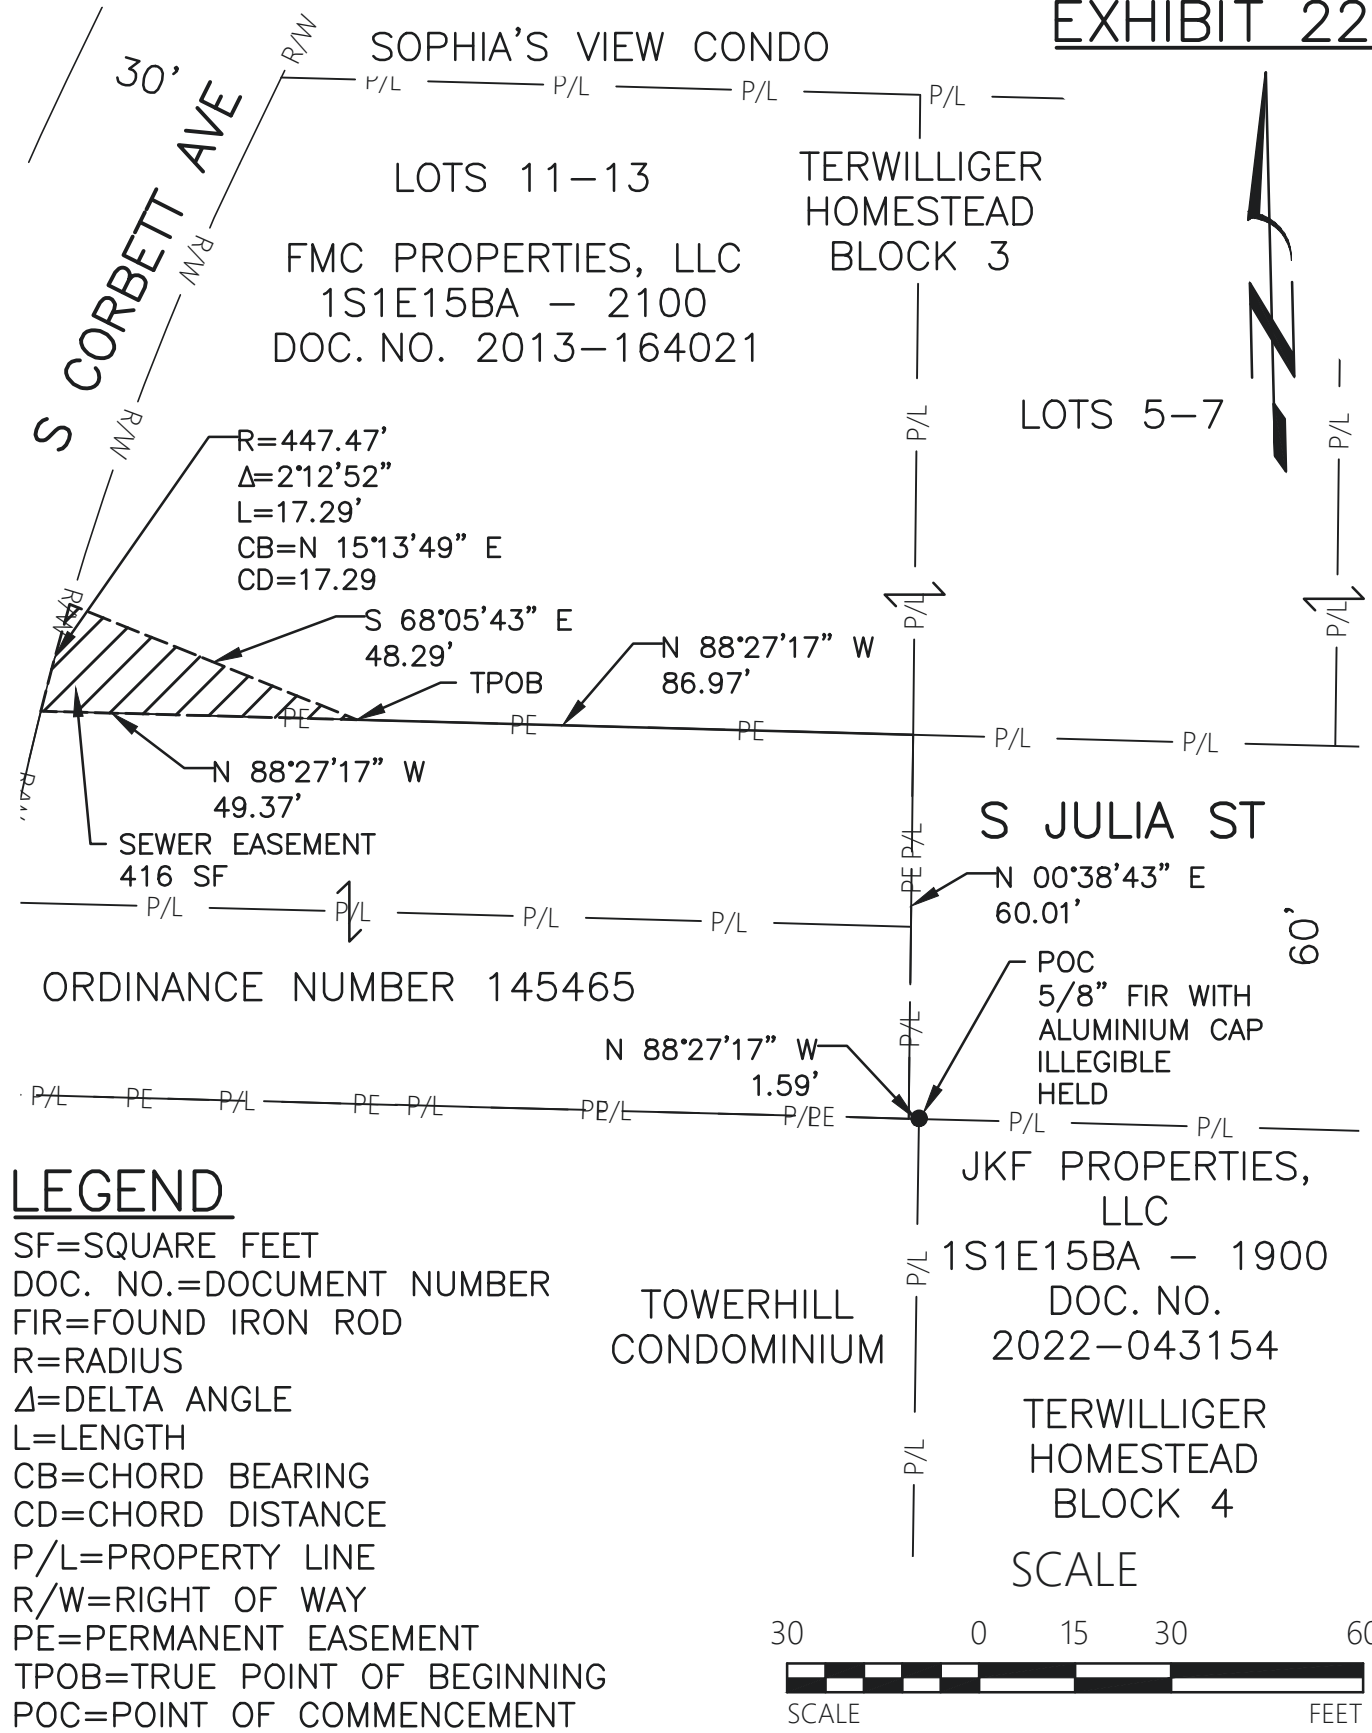 EXHIBIT 22
SOPHIA'S VIEW CONDO
30'
R/W
P/L P/L P/L P/L
S CORBETT AVE
LOTS 11-13
TERWILLIGER
HOMESTEAD
BLOCK 3
FMC PROPERTIES, LLC
1S1E15BA - 2100
DOC. NO. 2013-164021
N
R/W
R/W
LOTS 5-7
P/L
P/L
R=447.47'
Δ=2°12'52"
L=17.29'
CB=N 15°13'49" E
CD=17.29
R/W
R/W
S 68°05'43" E
48.29'
P/L
P/L
N 88°27'17" W
86.97'
TPOB
PE PE PE P/L P/L
R/W
N 88°27'17" W
49.37'
SEWER EASEMENT
416 SF
S JULIA ST
PE P/L
N 00°38'43" E
60.01'
60'
P/L P/L P/L P/L
ORDINANCE NUMBER 145465
POC
5/8" FIR WITH
ALUMINIUM CAP
ILLEGIBLE
HELD
P/L
N 88°27'17" W
1.59'
P/L PE P/L PE P/L PE P/L P/L PE P/L P/L
JKF PROPERTIES,
LLC
1S1E15BA - 1900
DOC. NO.
2022-043154
P/L
TOWERHILL
CONDOMINIUM
P/L
TERWILLIGER
HOMESTEAD
BLOCK 4
LEGEND
SF=SQUARE FEET
DOC. NO.=DOCUMENT NUMBER
FIR=FOUND IRON ROD
R=RADIUS
Δ=DELTA ANGLE
L=LENGTH
CB=CHORD BEARING
CD=CHORD DISTANCE
P/L=PROPERTY LINE
R/W=RIGHT OF WAY
PE=PERMANENT EASEMENT
TPOB=TRUE POINT OF BEGINNING
POC=POINT OF COMMENCEMENT
SCALE
30 0 15 30 60
SCALE FEET